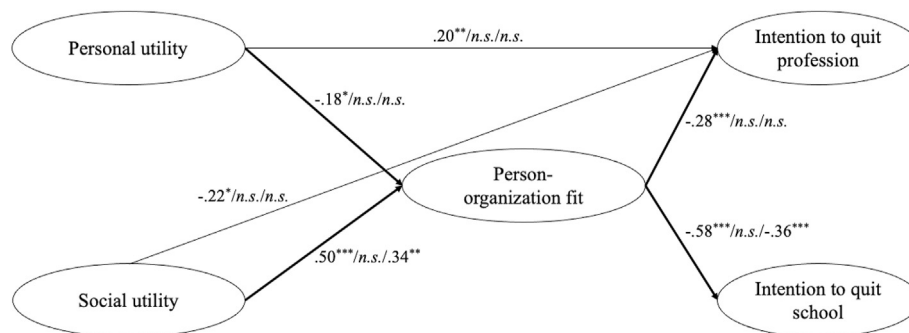 Personal utility
.20**/n.s./n.s.
Intention to quit
profession
-.18*/n.s./n.s.
-.28***/n.s./n.s.
Person-
organization fit
-.22*/n.s./n.s.
-.58***/n.s./-.36***
.50***/n.s./.34**
Social utility
Intention to quit
school